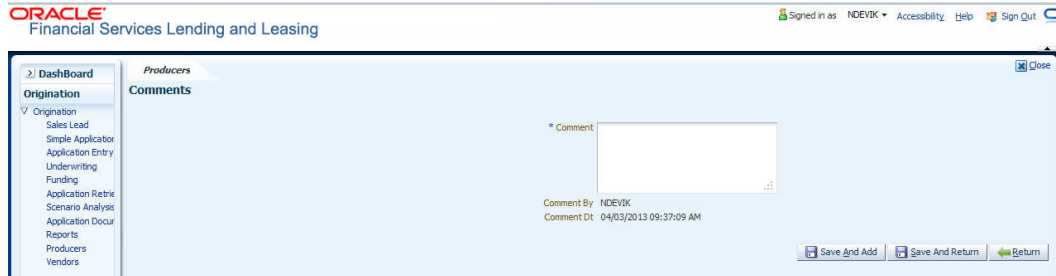 ORACLE
Financial Services Lending and Leasing
Signed in as NDEVIK Accessibility Help Sign Out
DashBoard
Origination
Origination
Sales Lead
Simple Application
Application Entry
Underwriting
Funding
Application Retrie
Scenario Analysis
Application Docur
Reports
Producers
Vendors
Producers
Close
Comments
* Comment
Comment By NDEVIK
Comment Dt 04/03/2013 09:37:09 AM
Save And Add Save And Return Return